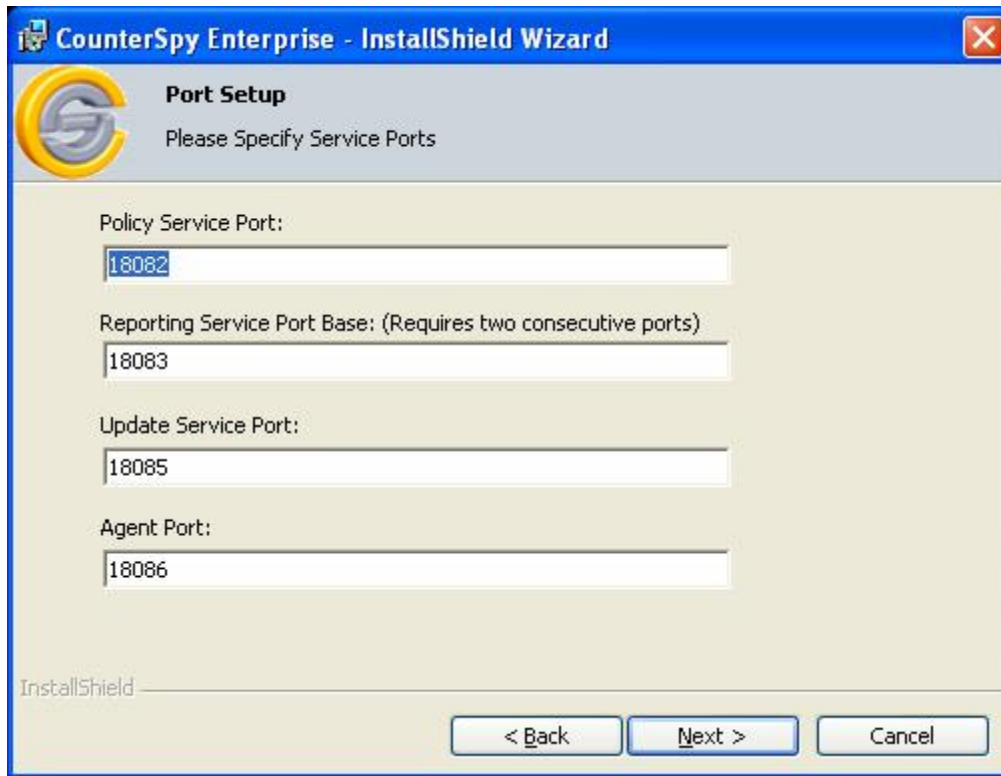 CounterSpy Enterprise - InstallShield Wizard
Port Setup
Please Specify Service Ports
Policy Service Port:
18082
Reporting Service Port Base: (Requires two consecutive ports)
18083
Update Service Port:
18085
Agent Port:
18086
InstallShield
< Back Next > Cancel